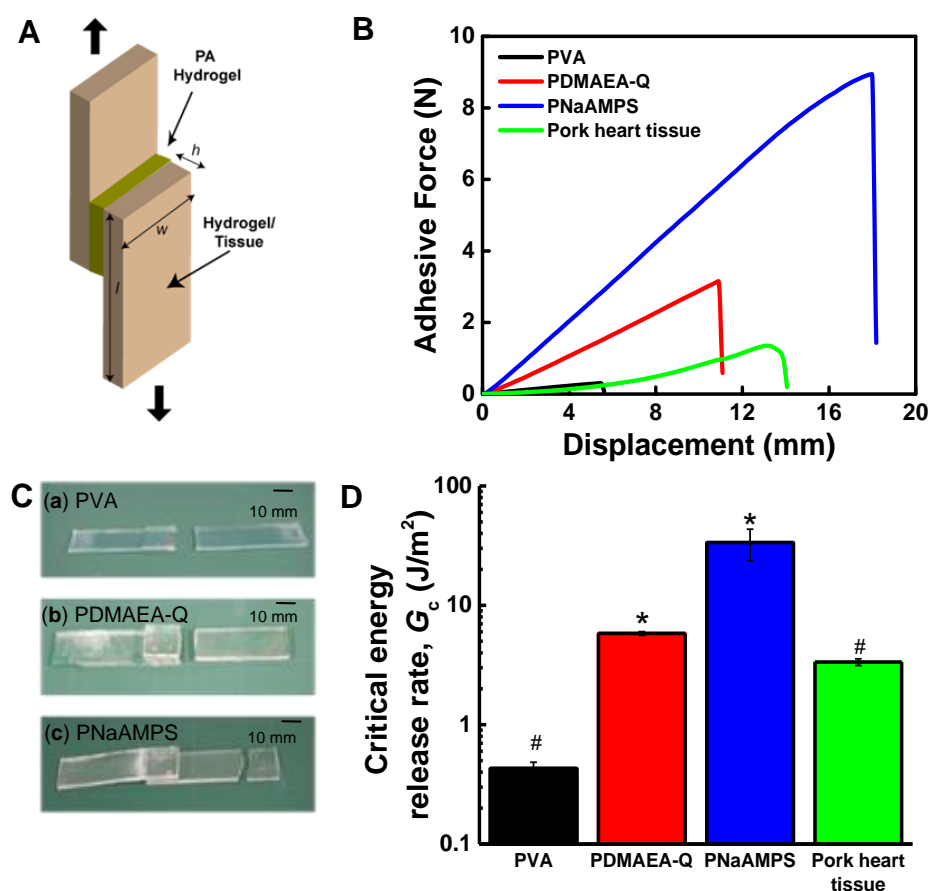 A
PA
Hydrogel
h
w
l
Hydrogel/
Tissue
B
Adhesive Force (N)
10
8
6
4
2
0
PVA
PDMAEA-Q
PNaAMPS
Pork heart tissue
0 4 8 12 16 20
Displacement (mm)
C
(a) PVA
10 mm
(b) PDMAEA-Q
10 mm
(c) PNaAMPS
10 mm
D
Critical energy
release rate, Gc (J/m²)
100
10
1
0.1
#
*
*
#
PVA PDMAEA-Q PNaAMPS Pork heart
tissue